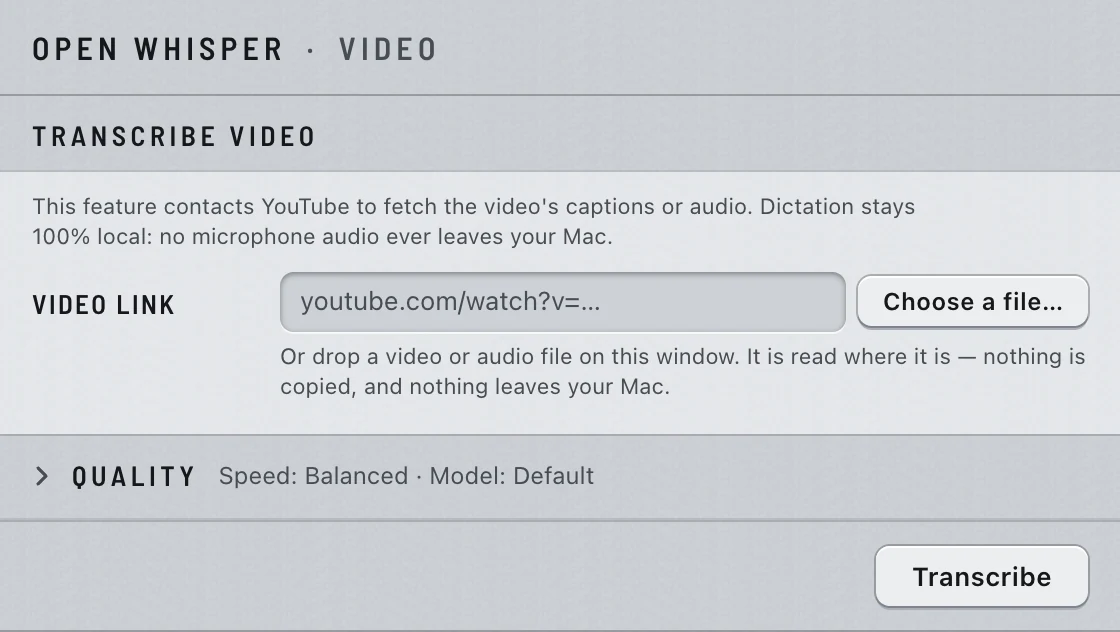 OPEN WHISPER · VIDEO
TRANSCRIBE VIDEO
This feature contacts YouTube to fetch the video's captions or audio. Dictation stays
100% local: no microphone audio ever leaves your Mac.
VIDEO LINK
youtube.com/watch?v=...
Choose a file...
Or drop a video or audio file on this window. It is read where it is — nothing is
copied, and nothing leaves your Mac.
QUALITY Speed: Balanced · Model: Default
Transcribe